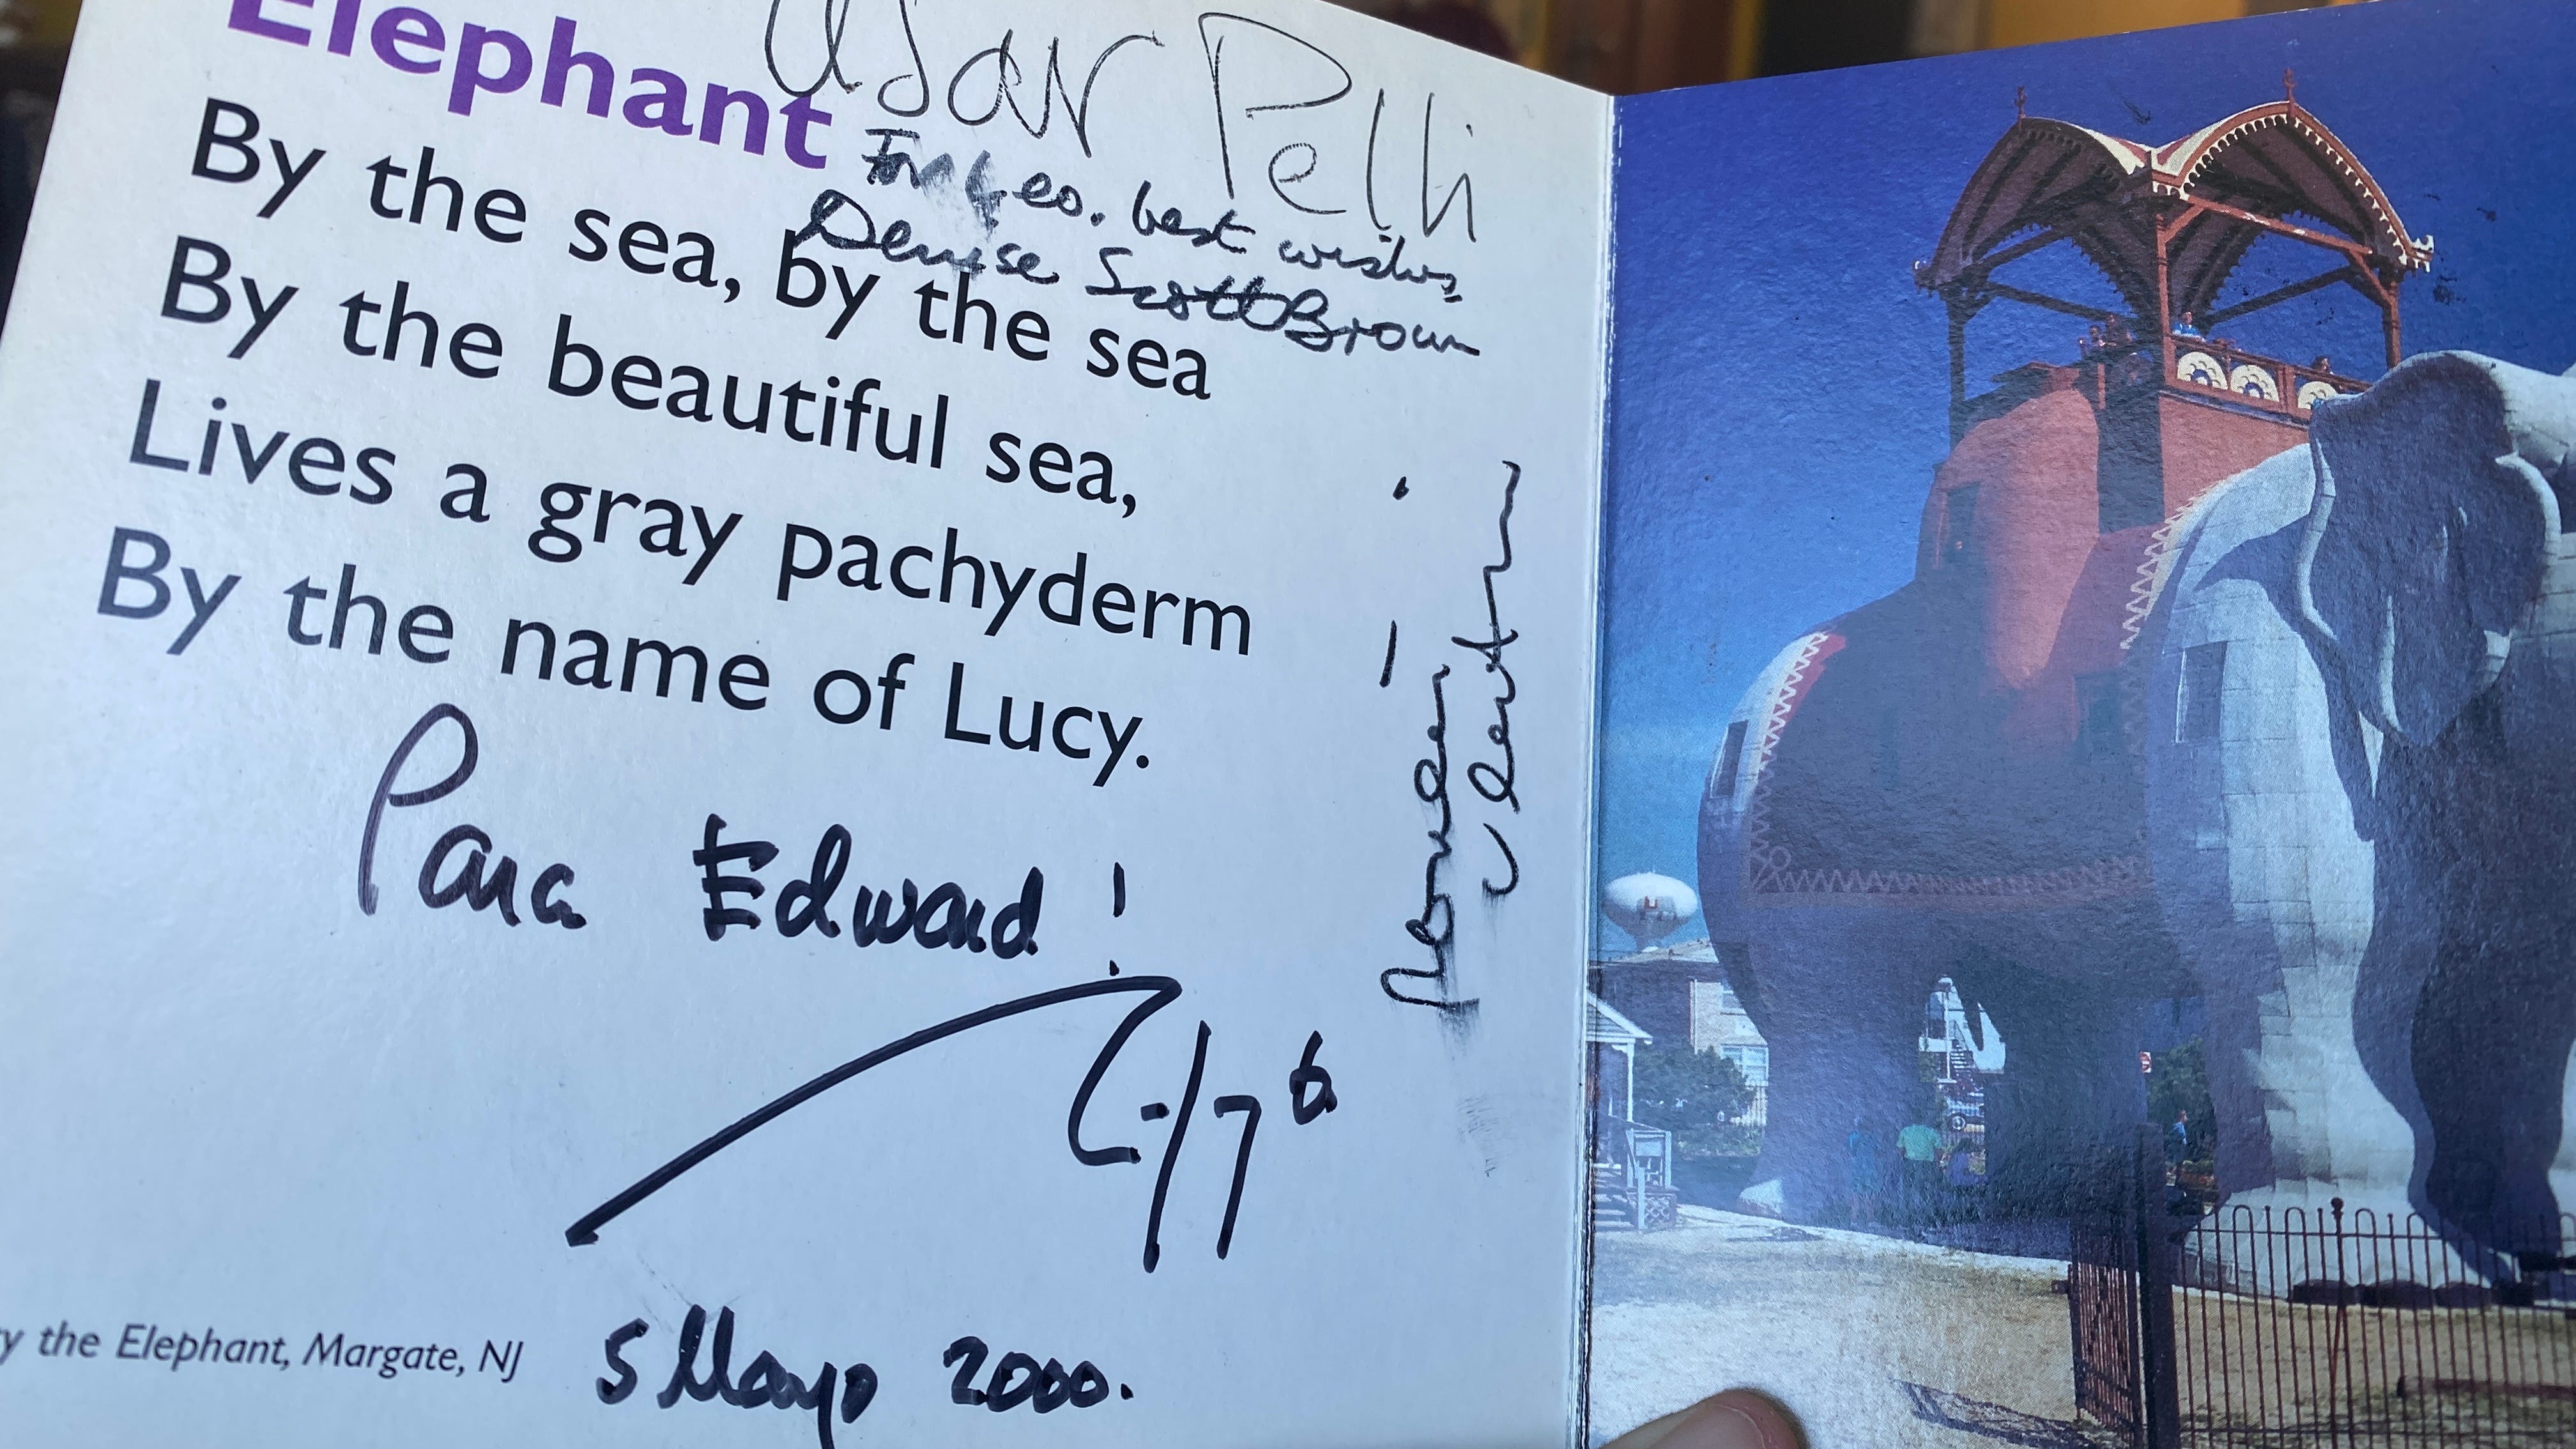 Elephant
By the sea, by the sea
By the beautiful sea,
Lives a gray pachyderm
By the name of Lucy.
Cesar Pelli
For Leo. best wishes,
Denise Scott Brown
Para Edward!
5 Mayo 2000.
the Elephant, Margate, NJ